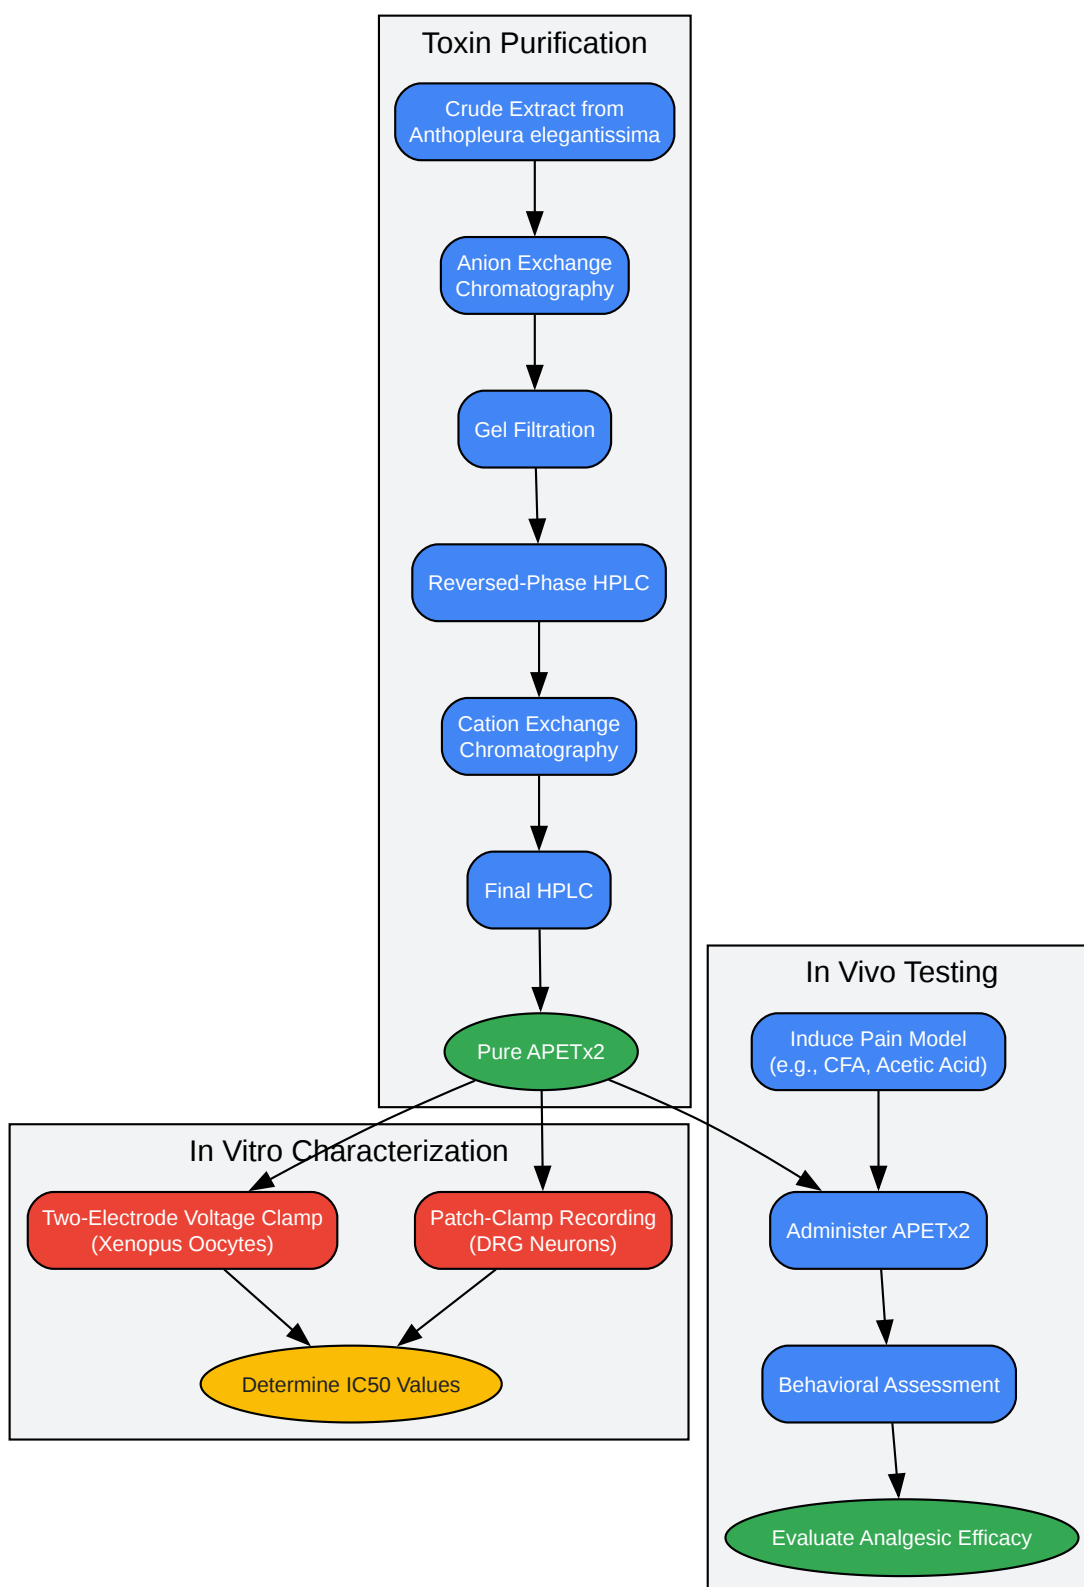 Toxin Purification
Crude Extract from
Anthopleura elegantissima
Anion Exchange
Chromatography
Gel Filtration
Reversed-Phase HPLC
Cation Exchange
Chromatography
Final HPLC
Pure APETx2
In Vitro Characterization
Two-Electrode Voltage Clamp
(Xenopus Oocytes)
Patch-Clamp Recording
(DRG Neurons)
Determine IC50 Values
In Vivo Testing
Induce Pain Model
(e.g., CFA, Acetic Acid)
Administer APETx2
Behavioral Assessment
Evaluate Analgesic Efficacy